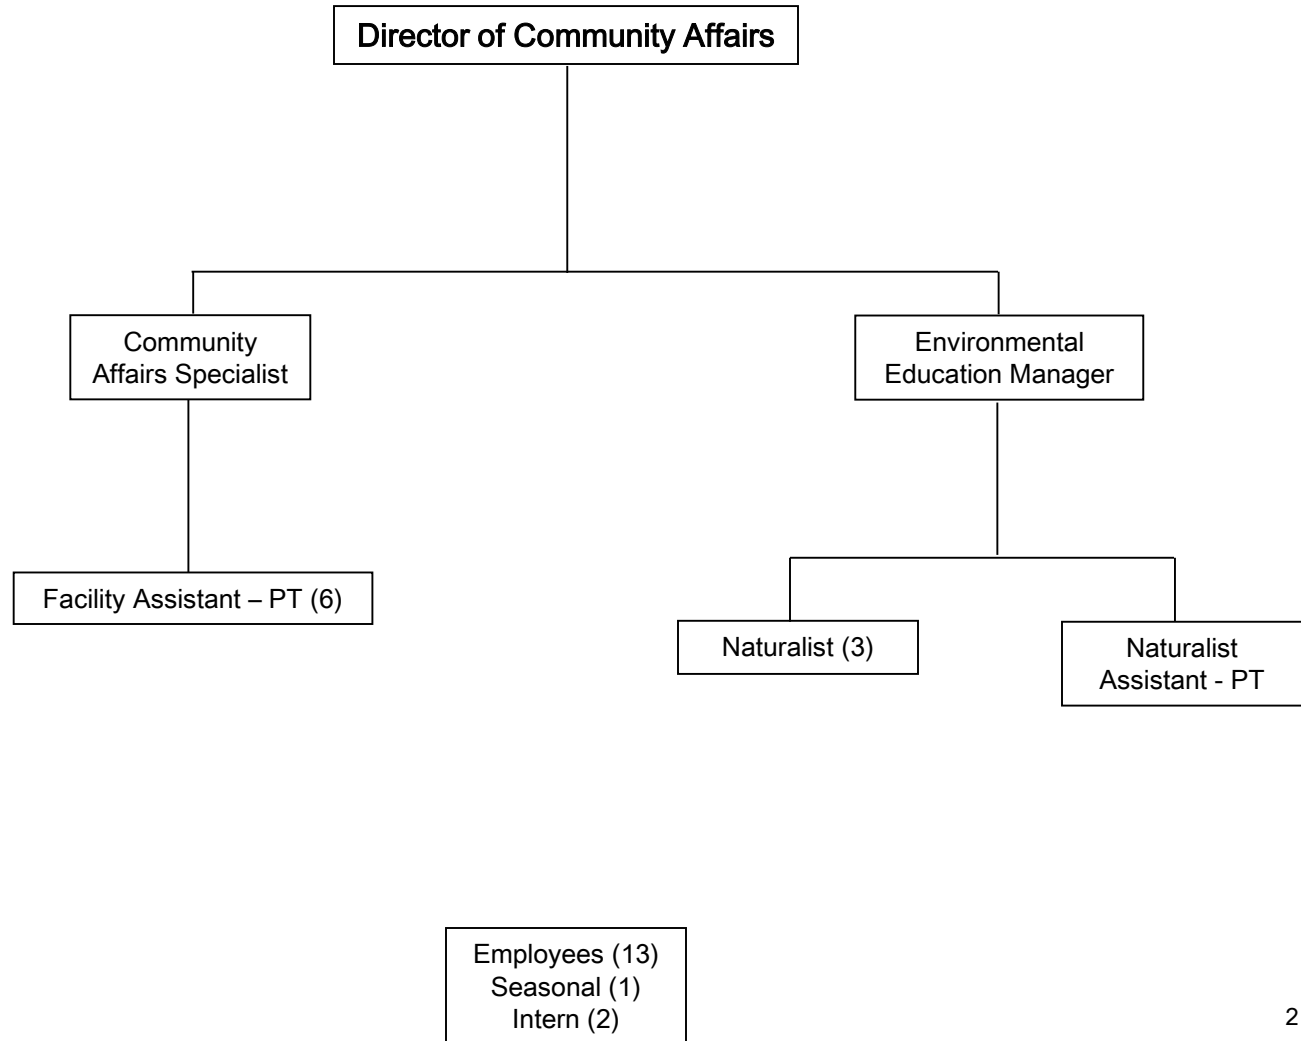 Director of Community Affairs
Community
Affairs Specialist
Environmental
Education Manager
Facility Assistant – PT (6)
Naturalist (3)
Naturalist
Assistant - PT
Employees (13)
Seasonal (1)
Intern (2)
2